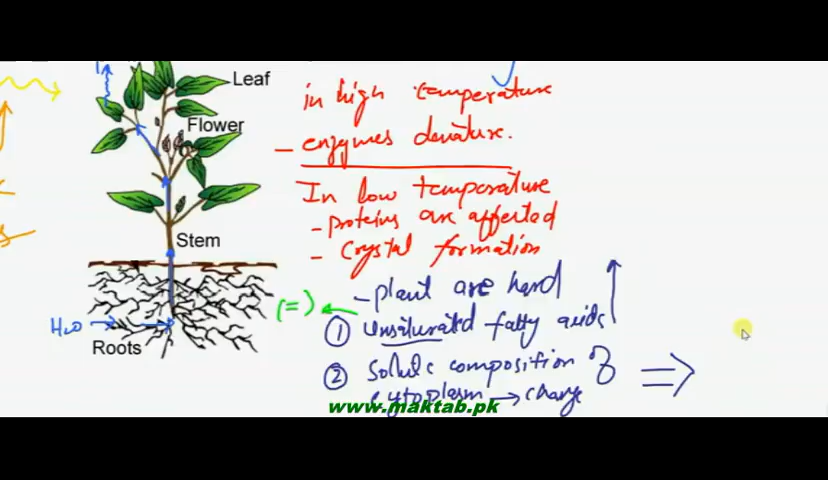 Leaf
Flower
Stem
H2O
Roots
in high temperature
- enzymes denature.
In low temperature
- Proteins are affected
- Crystal formation
- plant are hard
(=)
① Unsaturated fatty acids
② Solute composition of
cytoplasm → change
www.maktab.pk